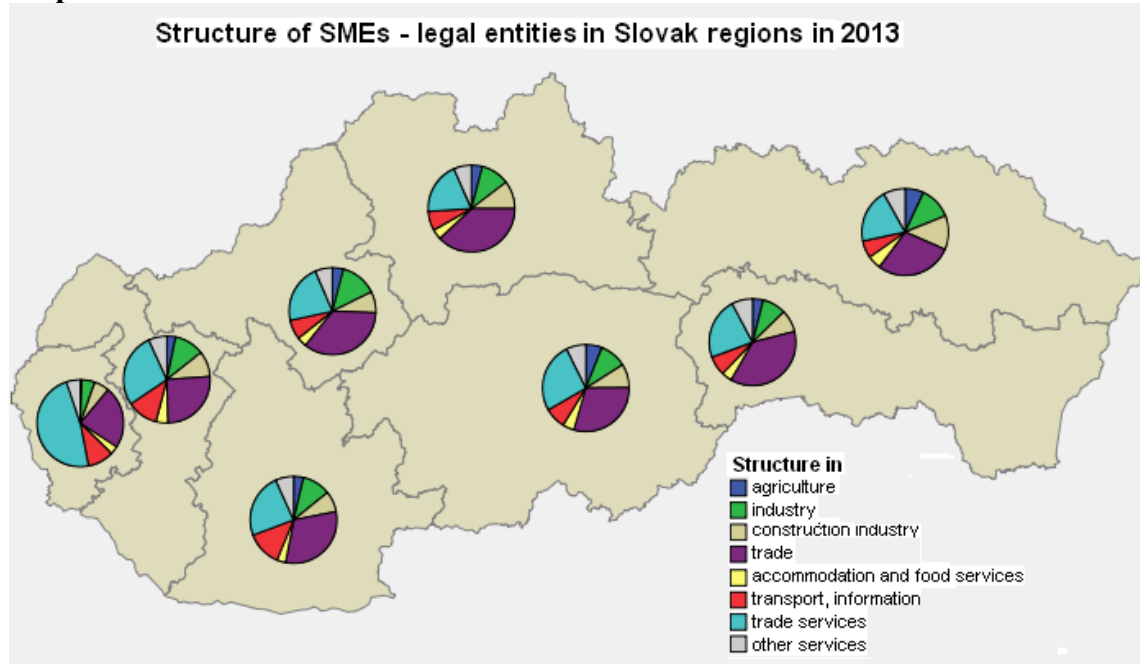 Structure of SMEs - legal entities in Slovak regions in 2013
Structure in
agriculture
industry
construction industry
trade
accommodation and food services
transport, information
trade services
other services